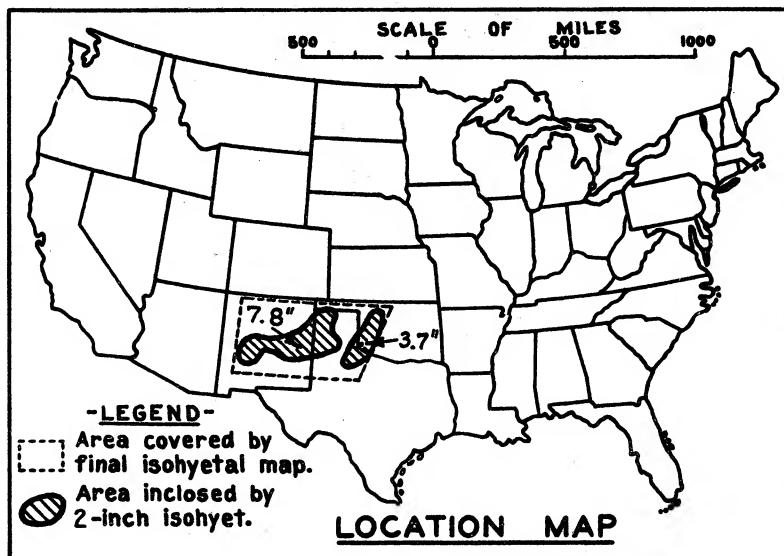 SCALE OF MILES
500 0 500 1000
7.8"
3.7"
-LEGEND-
Area covered by
final isohyetal map.
Area inclosed by
2-inch isohyet.
LOCATION MAP